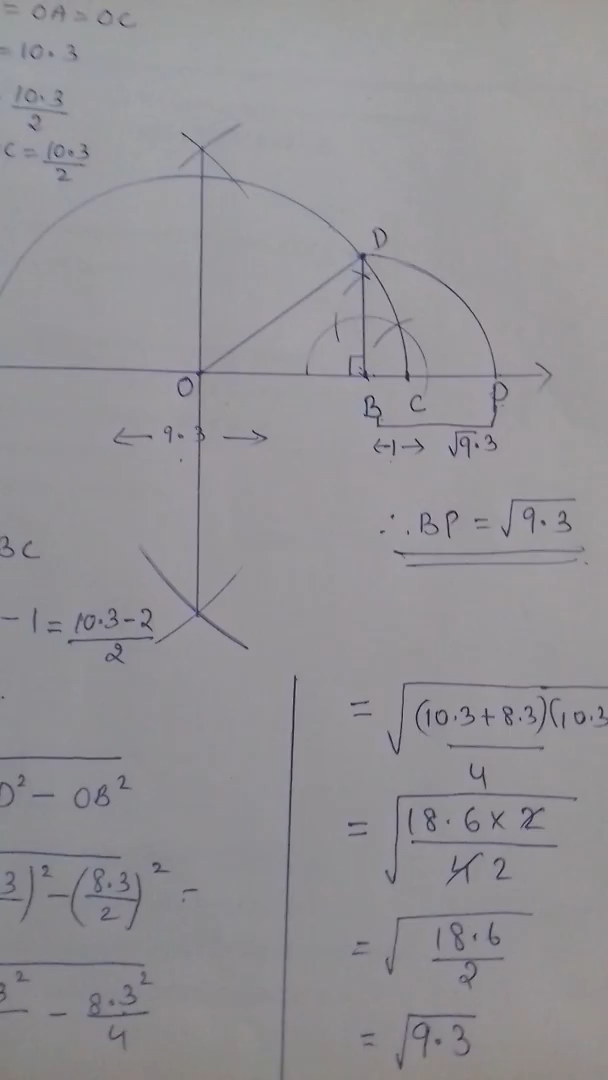 = OA = OC
= 10.3
10.3/2
C = 10.3/2
D
O
B C P
← 9.3 →
←1→ √9.3
∴ BP = √9.3
BC
- 1 = (10.3-2)/2
D² - OB²
3)² - (8.3/2)² =
3² - 8.3²/4
= √((10.3+8.3)(10.3/4
= √(18.6 × 2/4 2)
= √(18.6/2)
= √9.3